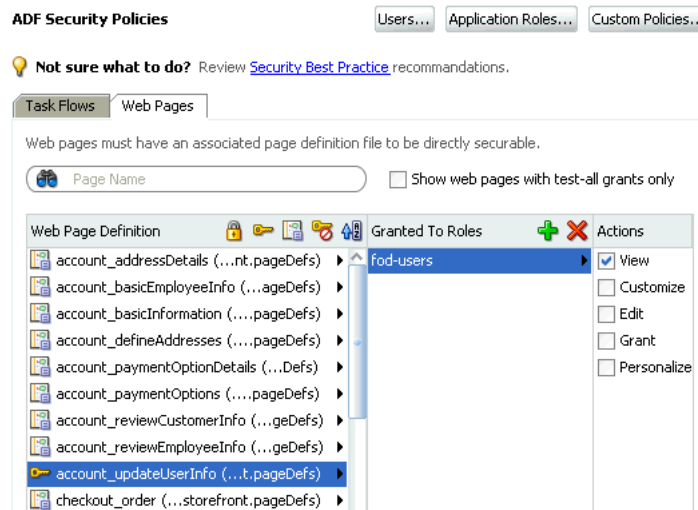 ADF Security Policies
Users... Application Roles... Custom Policies..
Not sure what to do? Review Security Best Practice recommandations.
Task Flows Web Pages
Web pages must have an associated page definition file to be directly securable.
Page Name Show web pages with test-all grants only
Web Page Definition Granted To Roles Actions
account_addressDetails (...nt.pageDefs) fod-users View
account_basicEmployeeInfo (...ageDefs) Customize
account_basicInformation (....pageDefs) Edit
account_defineAddresses (....pageDefs) Grant
account_paymentOptionDetails (...Defs) Personalize
account_paymentOptions (....pageDefs)
account_reviewCustomerInfo (...geDefs)
account_reviewEmployeeInfo (...geDefs)
account_updateUserInfo (...t.pageDefs)
checkout_order (...storefront.pageDefs)